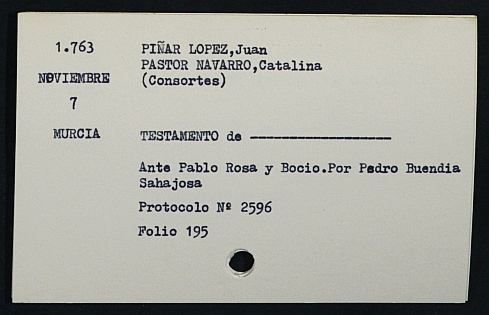 1.763
NOVIEMBRE
7
MURCIA
PIÑAR LOPEZ,Juan
PASTOR NAVARRO,Catalina
(Consortes)
TESTAMENTO de ------------------
Ante Pablo Rosa y Bocio.Por Pedro Buendia
Sahajosa
Protocolo Nº 2596
Folio 195